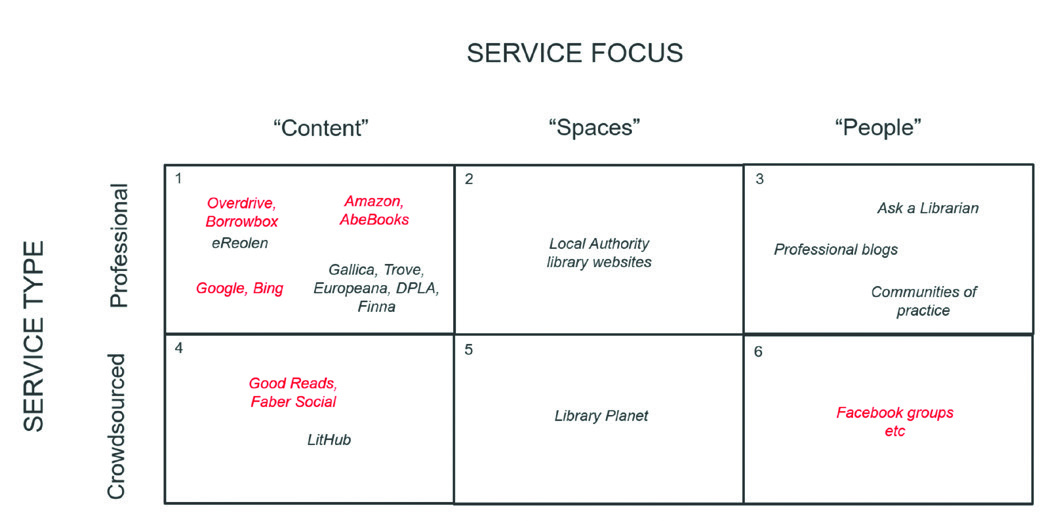 SERVICE FOCUS
“Content”
“Spaces”
“People”
SERVICE TYPE
Professional
1
Overdrive,
Borrowbox
eReolen
Amazon,
AbeBooks
Google, Bing
Gallica, Trove,
Europeana, DPLA,
Finna
2
Local Authority
library websites
3
Ask a Librarian
Professional blogs
Communities of
practice
Crowdsourced
4
Good Reads,
Faber Social
LitHub
5
Library Planet
6
Facebook groups
etc